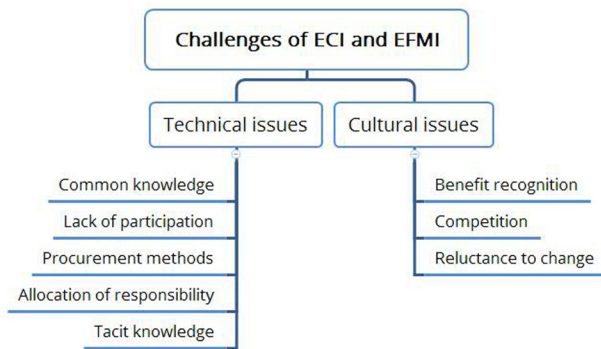 Challenges of ECI and EFMI
Technical issues
Cultural issues
Common knowledge
Lack of participation
Procurement methods
Allocation of responsibility
Tacit knowledge
Benefit recognition
Competition
Reluctance to change